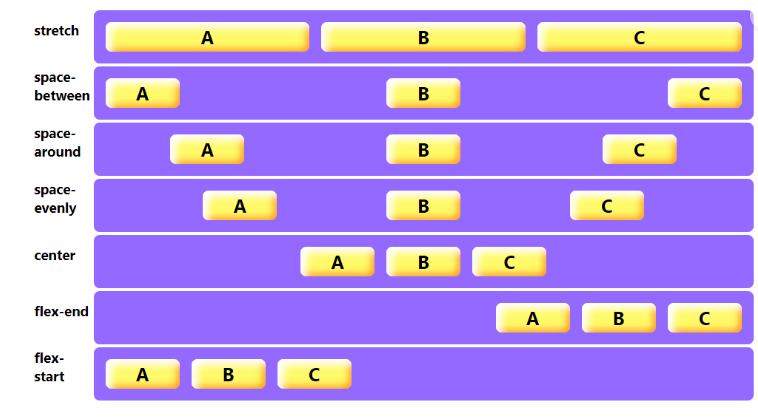 stretch A B C
space-
between A B C
space-
around A B C
space-
evenly A B C
center A B C
flex-end A B C
flex-
start A B C